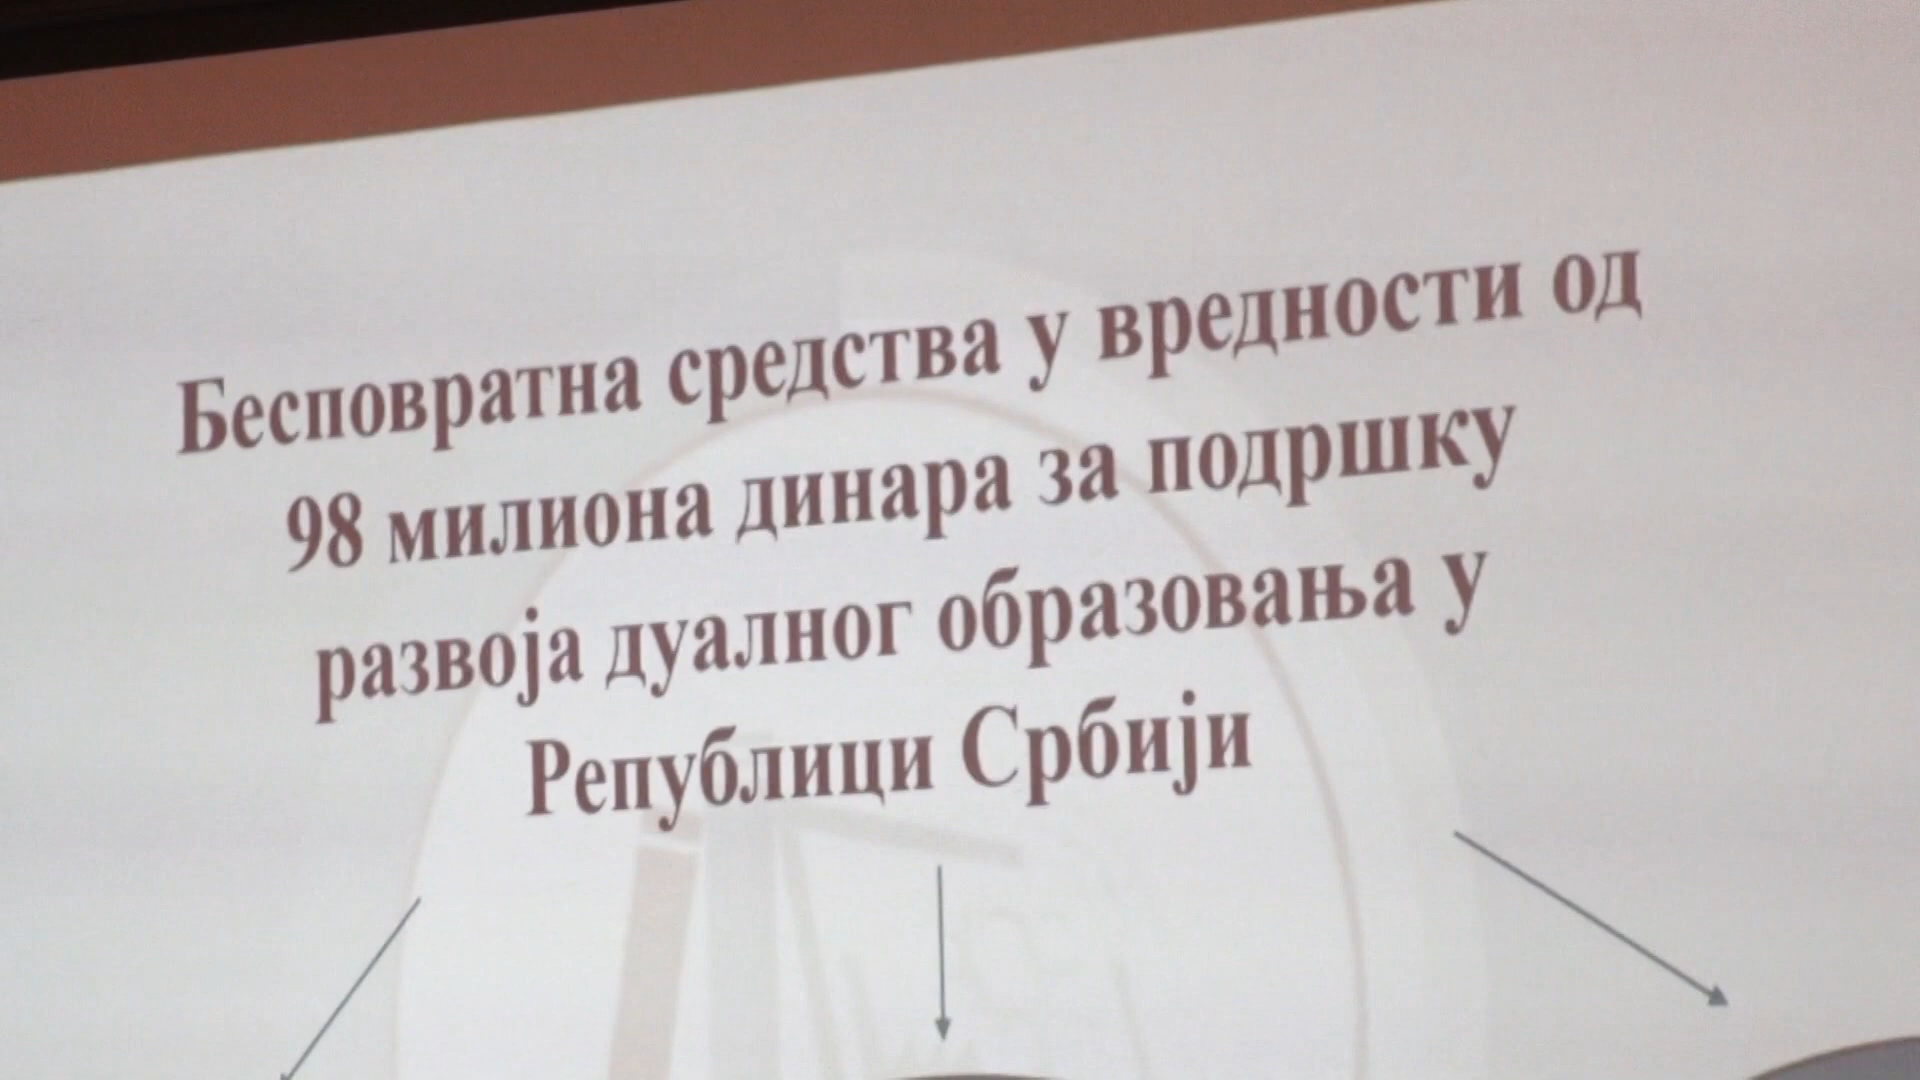 Бесповратна средства у вредности од
98 милиона динара за подршку
развоја дуалног образовања у
Републици Србији